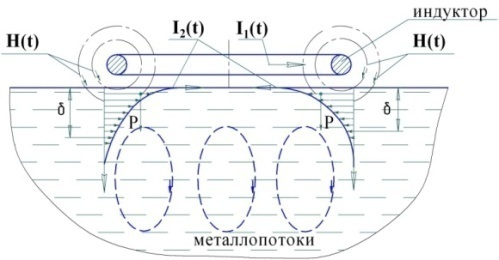 индуктор
H(t)
I₂(t)
I₁(t)
H(t)
δ
P
P
δ
металлопотоки